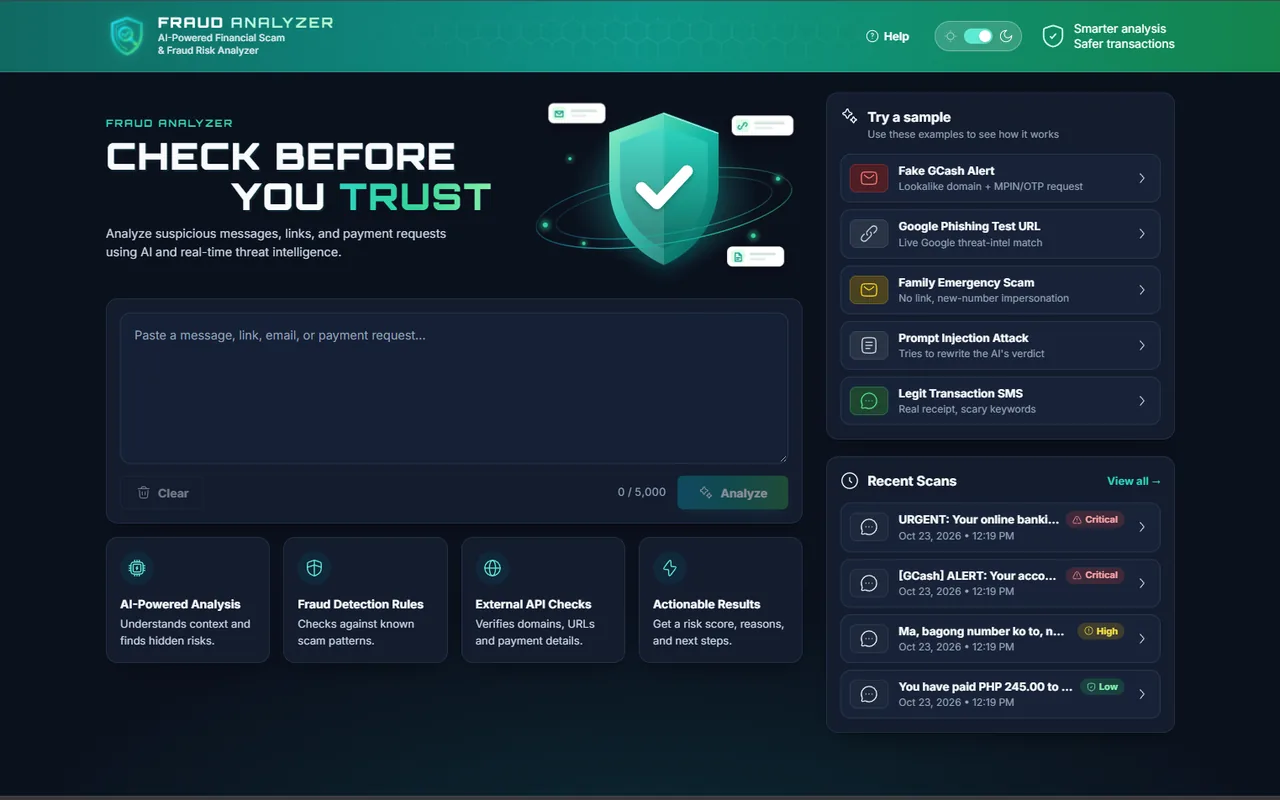 FRAUD ANALYZER
AI-Powered Financial Scam
& Fraud Risk Analyzer
Help
Smarter analysis
Safer transactions
FRAUD ANALYZER
CHECK BEFORE
YOU TRUST
Analyze suspicious messages, links, and payment requests
using AI and real-time threat intelligence.
Paste a message, link, email, or payment request...
Clear
0 / 5,000
Analyze
AI-Powered Analysis
Understands context and
finds hidden risks.
Fraud Detection Rules
Checks against known
scam patterns.
External API Checks
Verifies domains, URLs
and payment details.
Actionable Results
Get a risk score, reasons,
and next steps.
Try a sample
Use these examples to see how it works
Fake GCash Alert
Lookalike domain + MPIN/OTP request
Google Phishing Test URL
Live Google threat-intel match
Family Emergency Scam
No link, new-number impersonation
Prompt Injection Attack
Tries to rewrite the AI's verdict
Legit Transaction SMS
Real receipt, scary keywords
Recent Scans
View all →
URGENT: Your online banki... Critical
Oct 23, 2026 • 12:19 PM
[GCash] ALERT: Your acco... Critical
Oct 23, 2026 • 12:19 PM
Ma, bagong number ko to, n... High
Oct 23, 2026 • 12:19 PM
You have paid PHP 245.00 to ... Low
Oct 23, 2026 • 12:19 PM